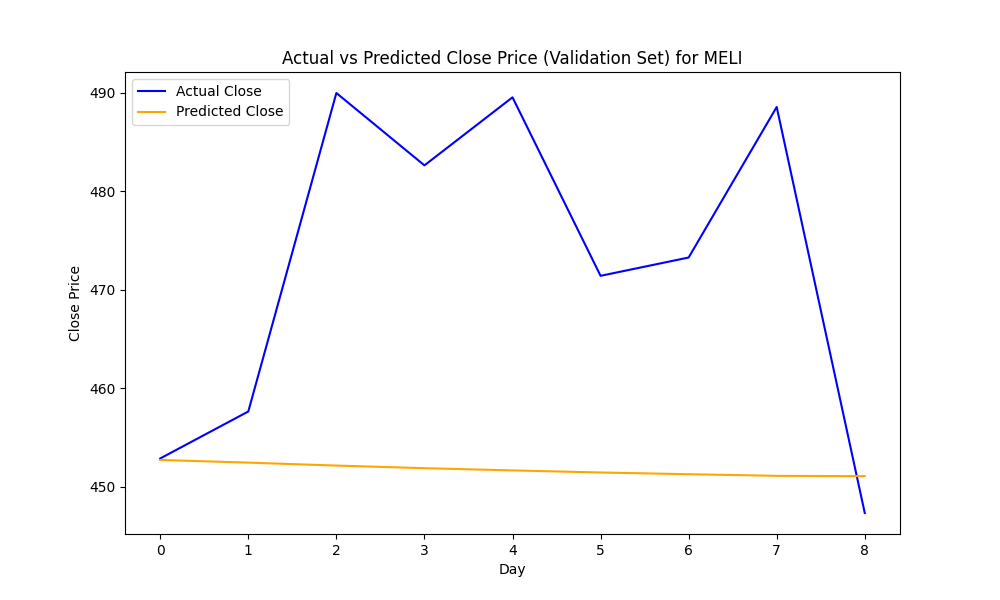 Actual vs Predicted Close Price (Validation Set) for MELI
Actual Close
Predicted Close
490
480
470
460
450
Close Price
0 1 2 3 4 5 6 7 8
Day